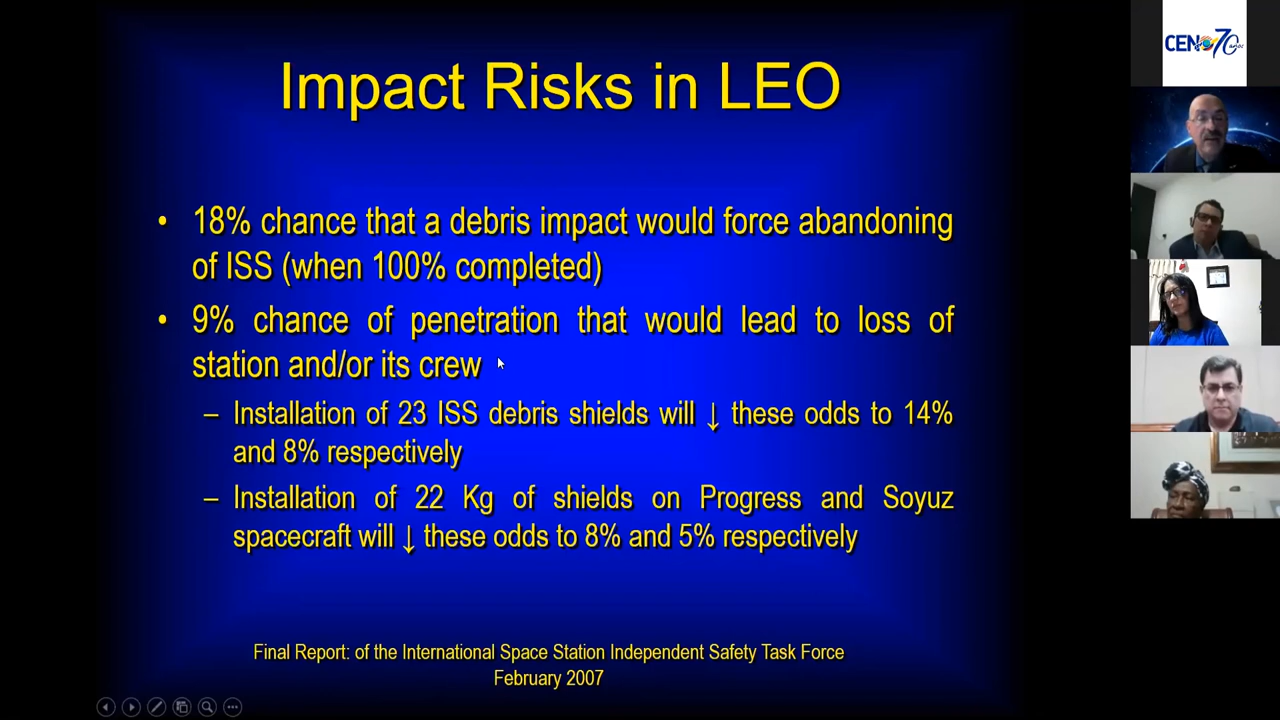 Impact Risks in LEO
• 18% chance that a debris impact would force abandoning
of ISS (when 100% completed)
• 9% chance of penetration that would lead to loss of
station and/or its crew
– Installation of 23 ISS debris shields will ↓ these odds to 14%
and 8% respectively
– Installation of 22 Kg of shields on Progress and Soyuz
spacecraft will ↓ these odds to 8% and 5% respectively
Final Report: of the International Space Station Independent Safety Task Force
February 2007
CEN 70 años